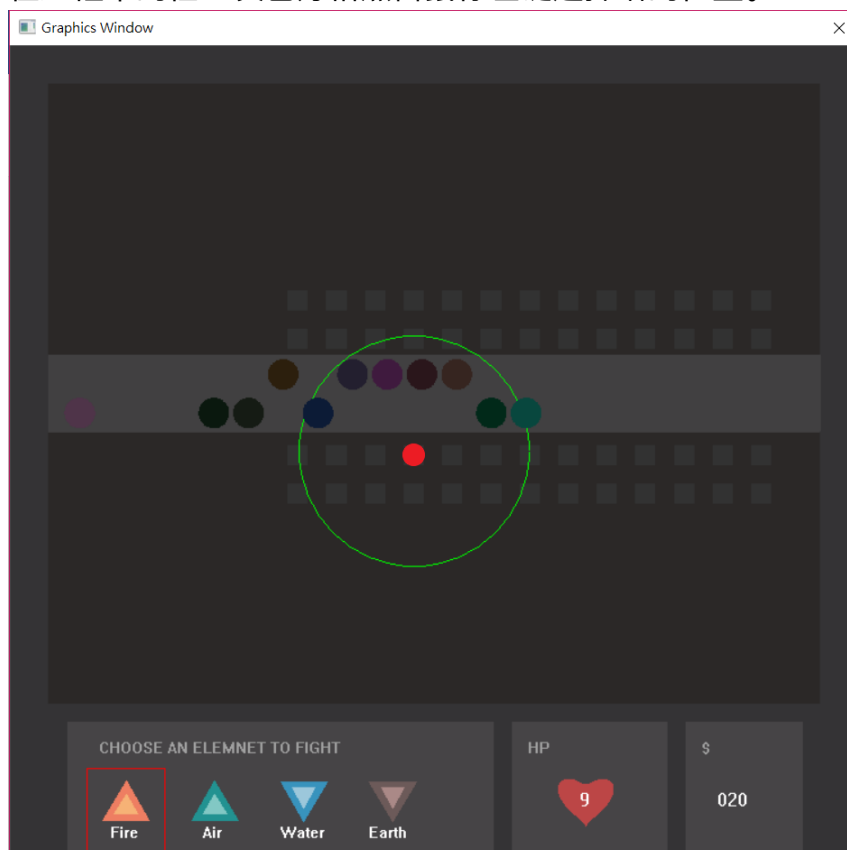 Graphics Window
CHOOSE AN ELEMNET TO FIGHT
HP
$
9
020
Fire
Air
Water
Earth